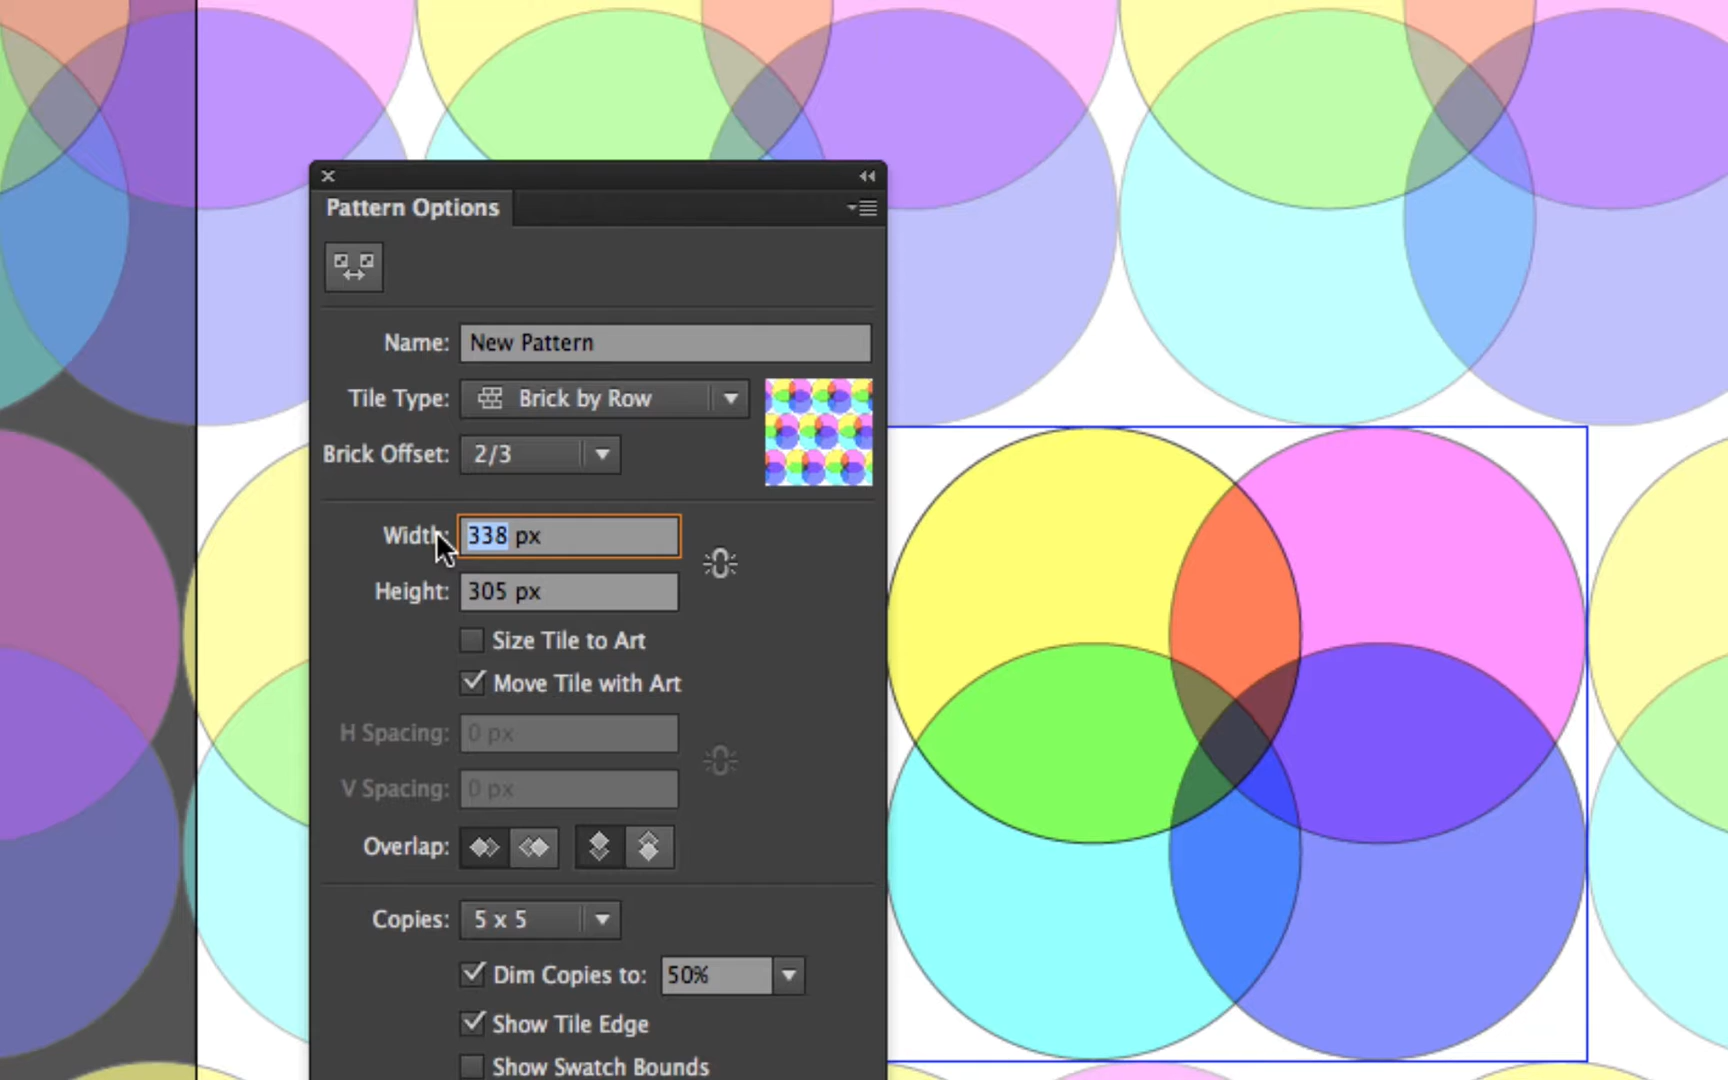 Pattern Options
Name: New Pattern
Tile Type: Brick by Row
Brick Offset: 2/3
Width: 338 px
Height: 305 px
Size Tile to Art
Move Tile with Art
H Spacing: 0 px
V Spacing: 0 px
Overlap:
Copies: 5 x 5
Dim Copies to: 50%
Show Tile Edge
Show Swatch Bounds